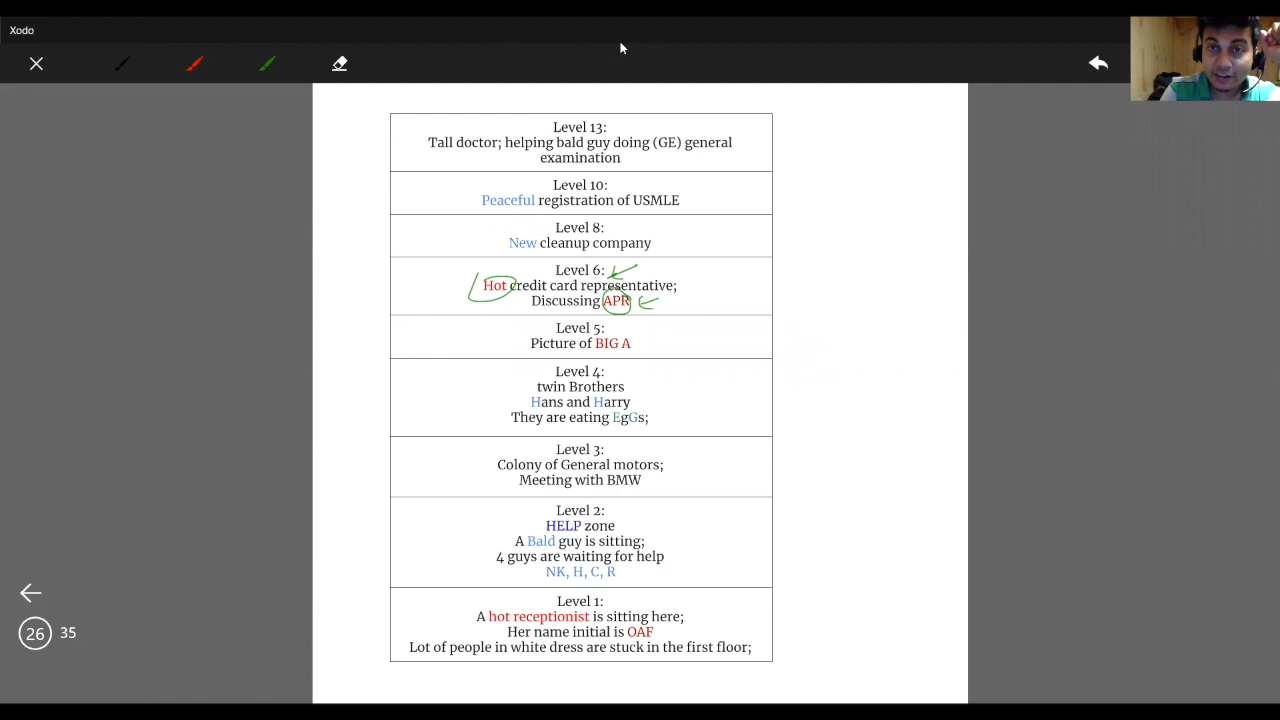 Xodo
Level 13:
Tall doctor; helping bald guy doing (GE) general
examination
Level 10:
Peaceful registration of USMLE
Level 8:
New cleanup company
Level 6:
Hot credit card representative;
Discussing APR
Level 5:
Picture of BIG A
Level 4:
twin Brothers
Hans and Harry
They are eating EgGs;
Level 3:
Colony of General motors;
Meeting with BMW
Level 2:
HELP zone
A Bald guy is sitting;
4 guys are waiting for help
NK, H, C, R
Level 1:
A hot receptionist is sitting here;
Her name initial is OAF
Lot of people in white dress are stuck in the first floor;
26 35